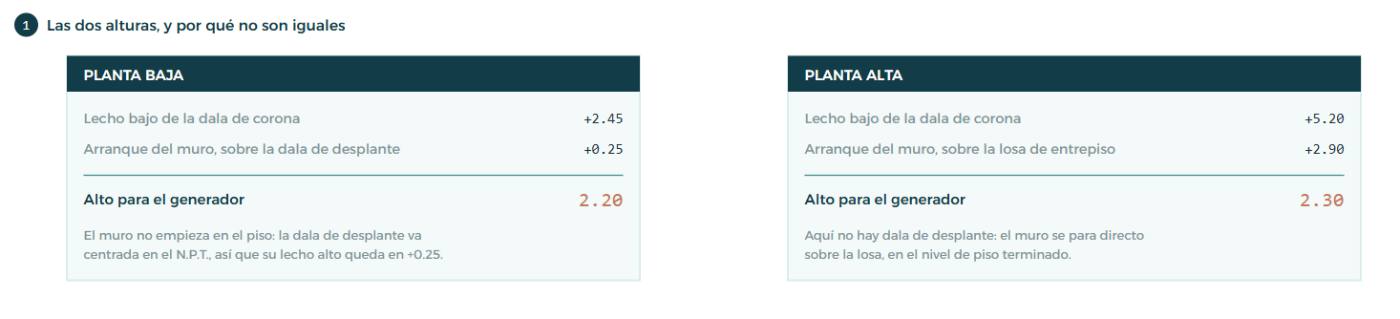 1 Las dos alturas, y por qué no son iguales
PLANTA BAJA
Lecho bajo de la dala de corona +2.45
Arranque del muro, sobre la dala de desplante +0.25
Alto para el generador 2.20
El muro no empieza en el piso: la dala de desplante va
centrada en el N.P.T., así que su lecho alto queda en +0.25.
PLANTA ALTA
Lecho bajo de la dala de corona +5.20
Arranque del muro, sobre la losa de entrepiso +2.90
Alto para el generador 2.30
Aquí no hay dala de desplante: el muro se para directo
sobre la losa, en el nivel de piso terminado.